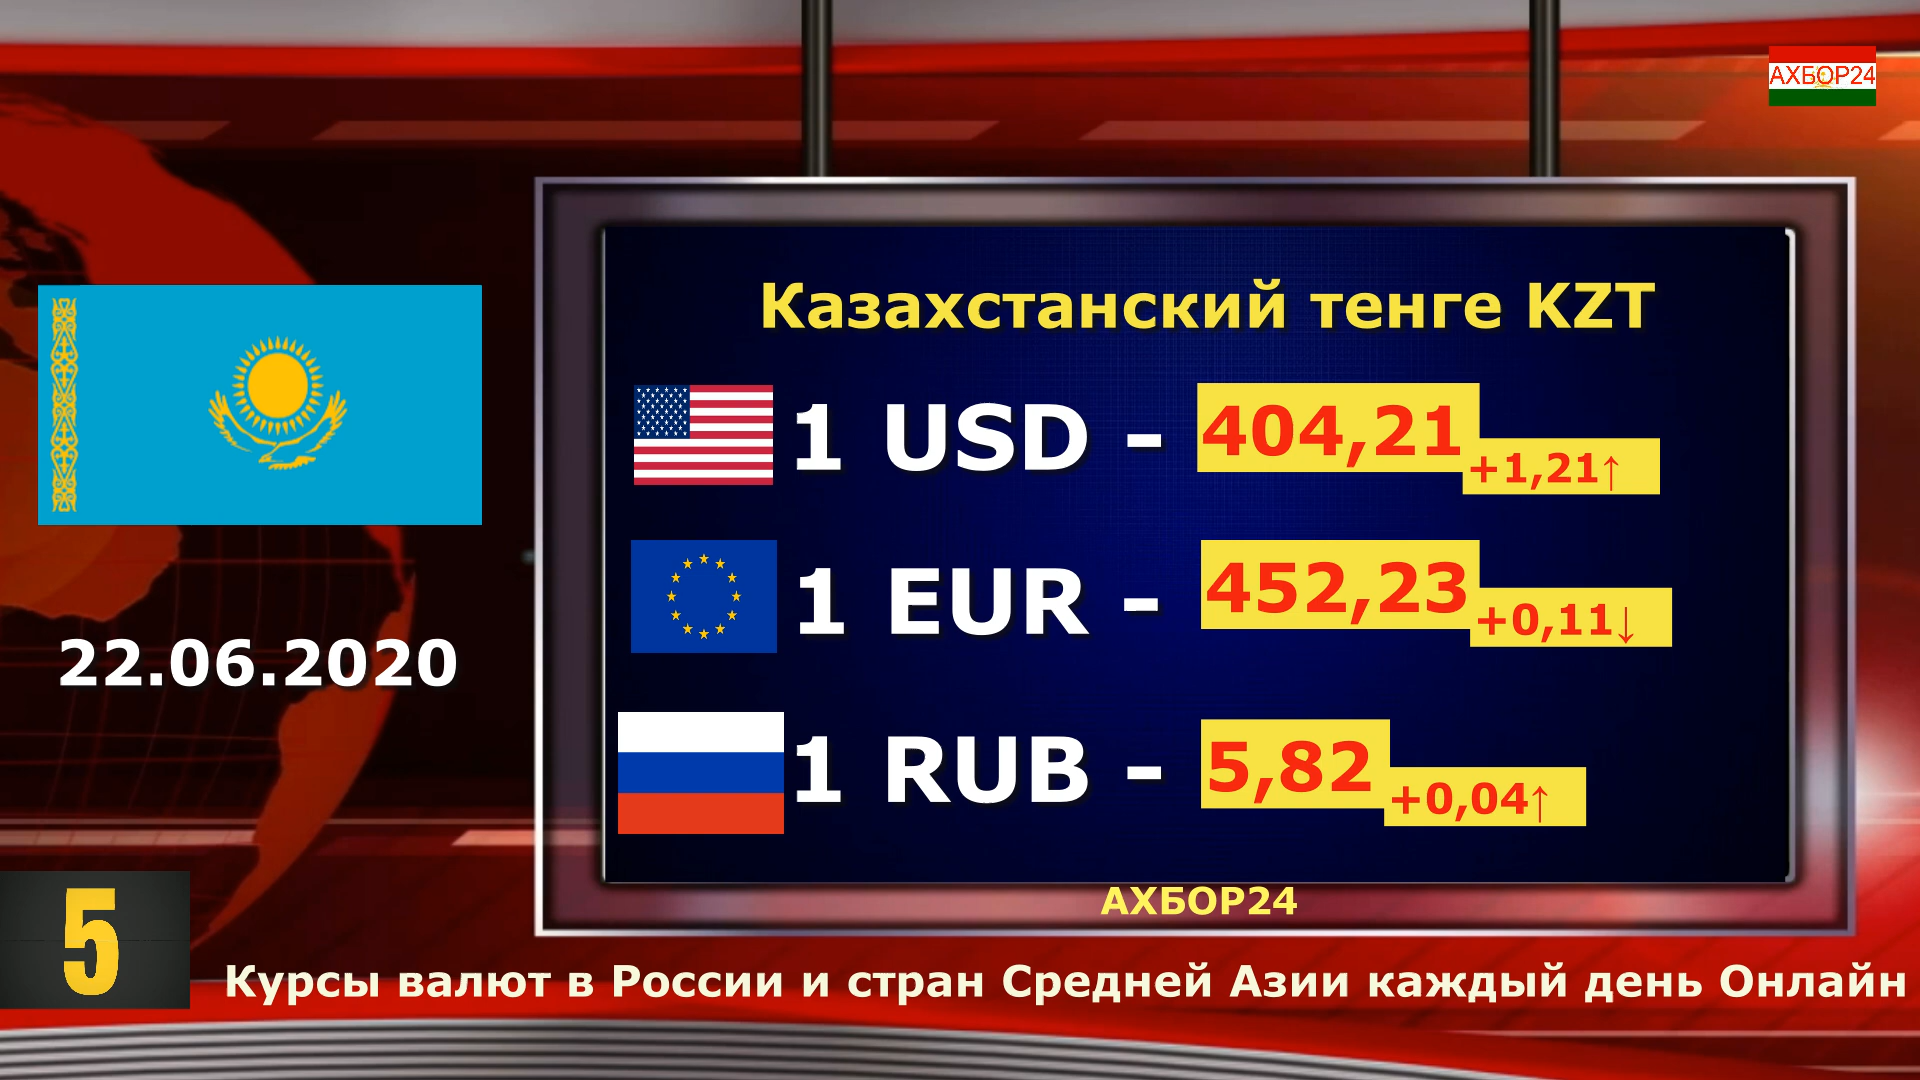 АХБОР24
Казахстанский тенге KZT
1 USD - 404,21 +1,21↑
1 EUR - 452,23 +0,11↓
22.06.2020
1 RUB - 5,82 +0,04↑
АХБОР24
5
Курсы валют в России и стран Средней Азии каждый день Онлайн